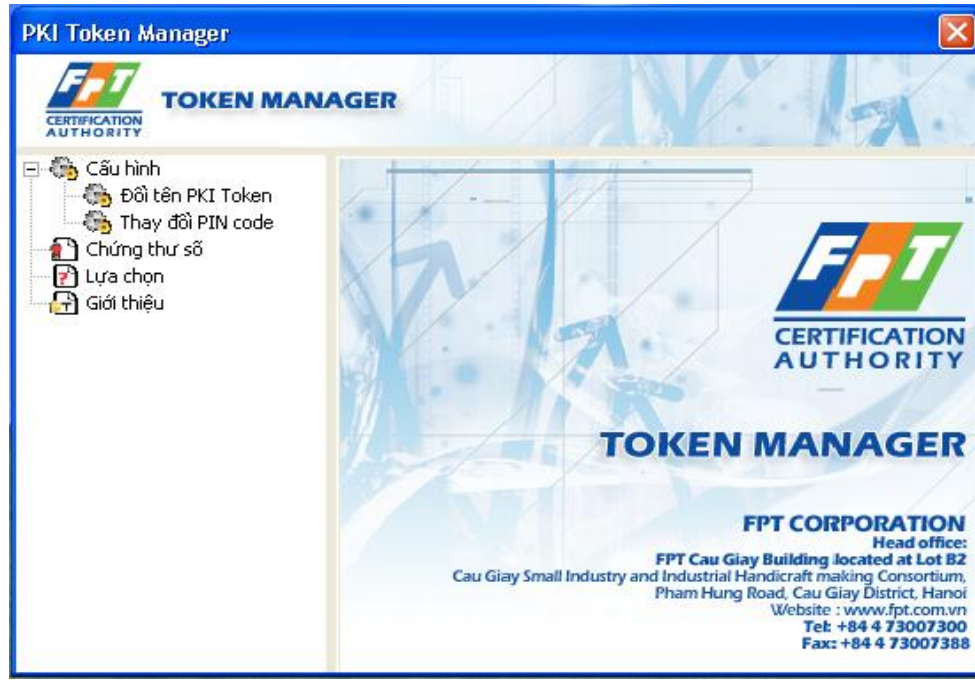 PKI Token Manager
FPT
CERTIFICATION
AUTHORITY
TOKEN MANAGER
Cấu hình
Đổi tên PKI Token
Thay đổi PIN code
Chứng thư số
Lựa chọn
Giới thiệu
FPT
CERTIFICATION
AUTHORITY
TOKEN MANAGER
FPT CORPORATION
Head office:
FPT Cau Giay Building located at Lot B2
Cau Giay Small Industry and Industrial Handicraft making Consortium,
Pham Hung Road, Cau Giay District, Hanoi
Website : www.fpt.com.vn
Tel: +84 4 73007300
Fax: +84 4 73007388